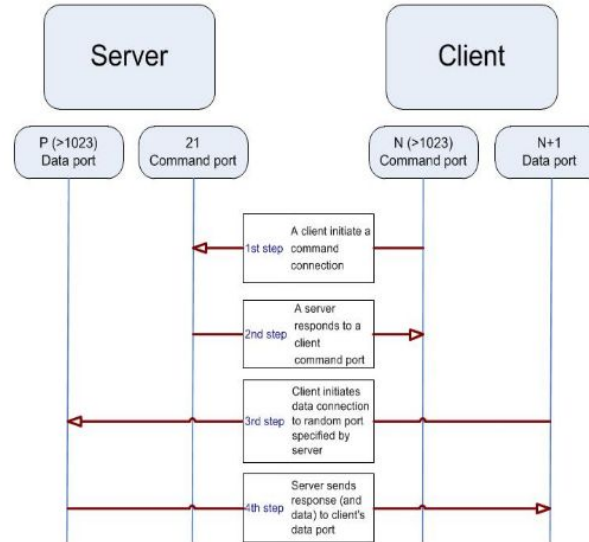 Server
Client
P (>1023)
Data port
21
Command port
N (>1023)
Command port
N+1
Data port
1st step
A client initiate a
command
connection
2nd step
A server
responds to a
client
command port
3rd step
Client initiates
data connection
to random port
specified by
server
4th step
Server sends
response (and
data) to client's
data port